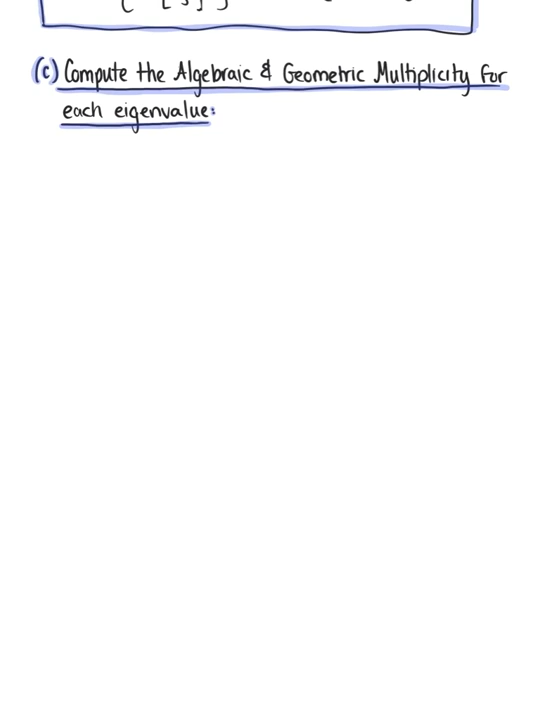 (c) Compute the Algebraic & Geometric Multiplicity for
each eigenvalue: